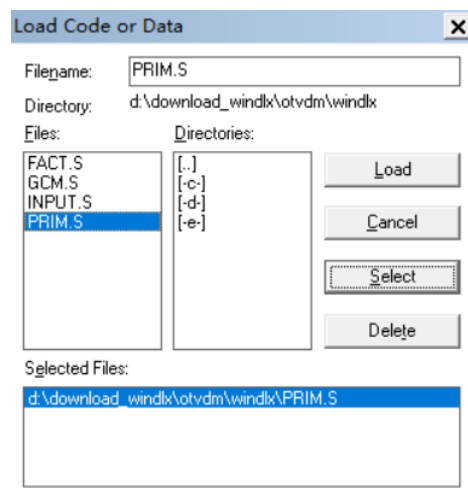 Load Code or Data
Filename: PRIM.S
Directory: d:\download_windlx\otvdm\windlx
Files: Directories:
FACT.S [..]
GCM.S [-c-]
INPUT.S [-d-]
PRIM.S [-e-]
Load
Cancel
Select
Delete
Selected Files:
d:\download_windlx\otvdm\windlx\PRIM.S